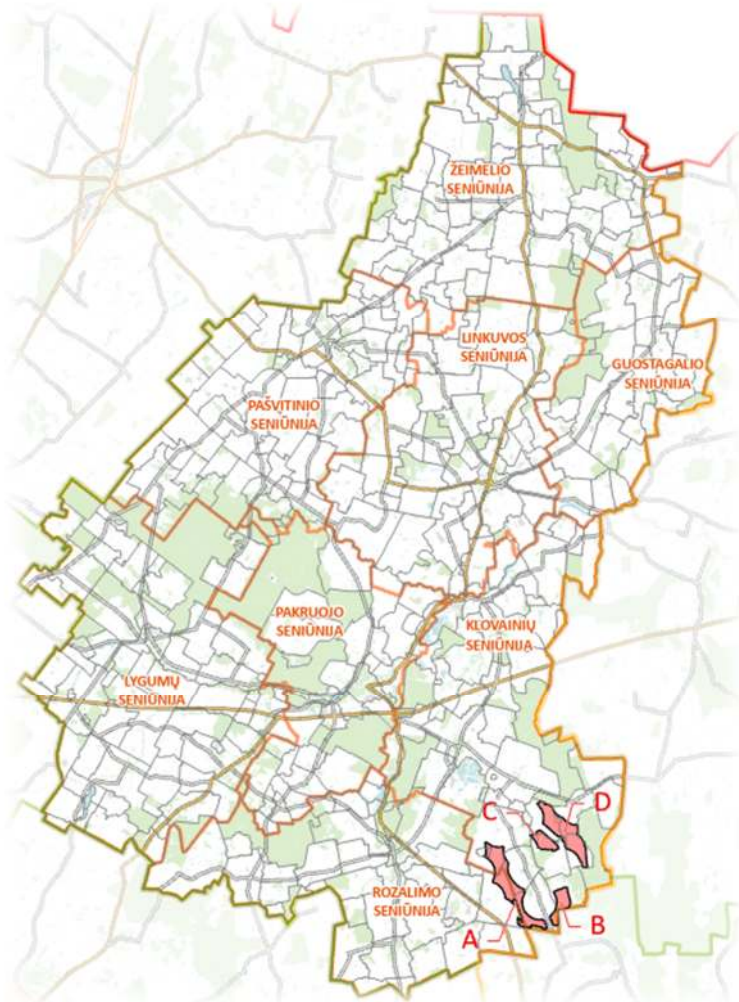 ŽEIMELIO
SENIŪNIJA
LINKUVOS
SENIŪNIJA
GUOSTAGALIO
SENIŪNIJA
PAŠVITINIO
SENIŪNIJA
PAKRUOJO
SENIŪNIJA
KLOVAINIŲ
SENIŪNIJA
LYGUMŲ
SENIŪNIJA
C
D
ROZALIMO
SENIŪNIJA
A
B